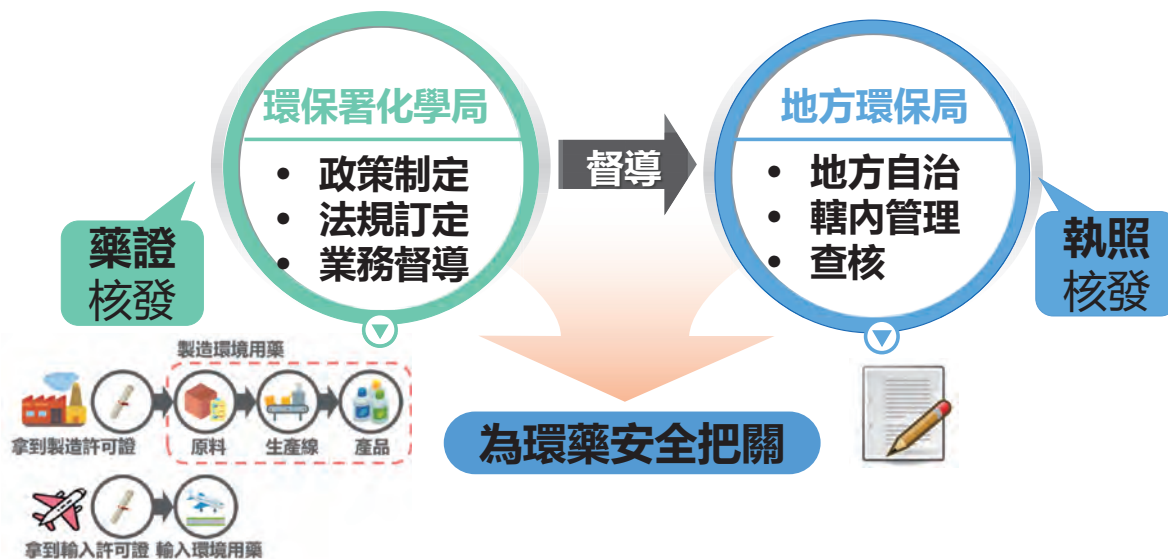 環保署化學局
• 政策制定
• 法規訂定
• 業務督導
藥證
核發
督導
地方環保局
• 地方自治
• 轄內管理
• 查核
執照
核發
製造環境用藥
拿到製造許可證
原料
生產線
產品
拿到輸入許可證
輸入環境用藥
為環藥安全把關